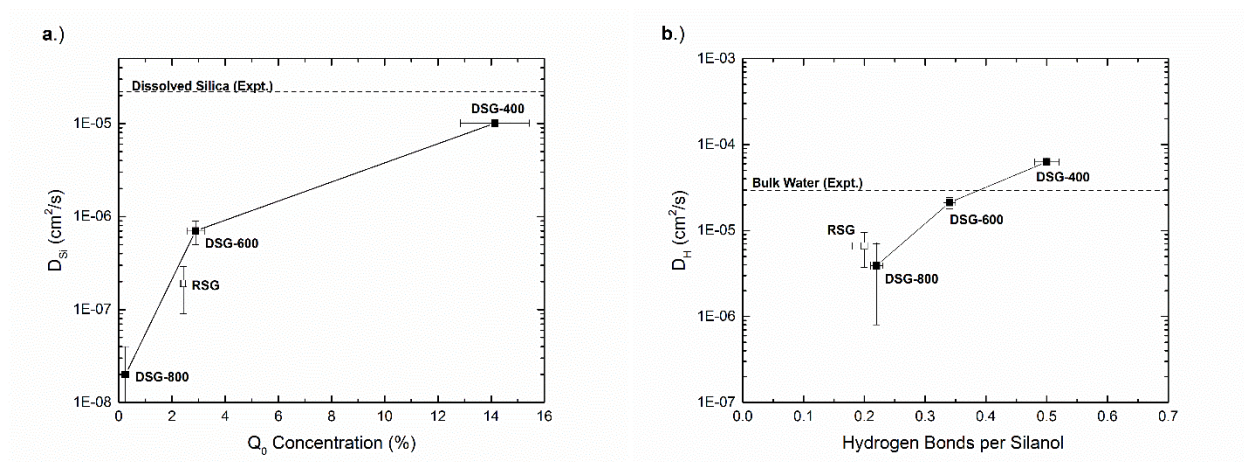 a.)
Dissolved Silica (Expt.)
DSG-400
1E-05
D_Si (cm²/s)
1E-06
DSG-600
RSG
1E-07
DSG-800
1E-08
0 2 4 6 8 10 12 14 16
Q₀ Concentration (%)
b.)
1E-03
1E-04
DSG-400
Bulk Water (Expt.)
D_H (cm²/s)
DSG-600
1E-05
RSG
DSG-800
1E-06
1E-07
0.0 0.1 0.2 0.3 0.4 0.5 0.6 0.7
Hydrogen Bonds per Silanol